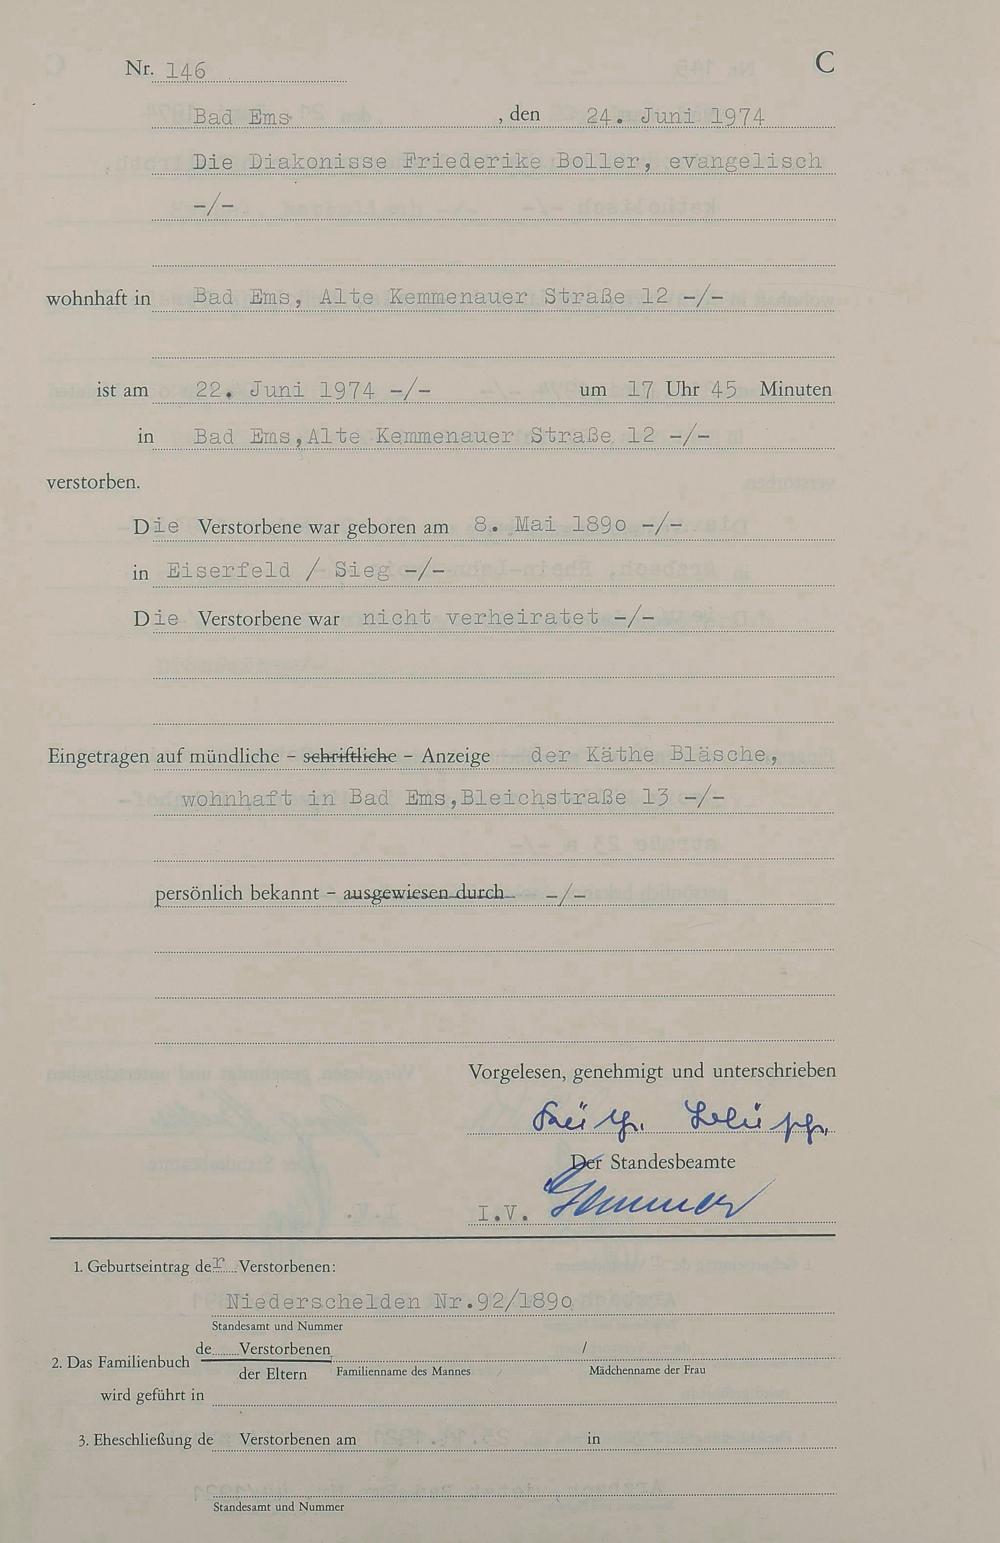 Nr. 146 C
Bad Ems , den 24. Juni 1974
Die Diakonisse Friederike Boller, evangelisch
-/-
wohnhaft in Bad Ems, Alte Kemmenauer Straße 12 -/-
ist am 22. Juni 1974 -/- um 17 Uhr 45 Minuten
in Bad Ems,Alte Kemmenauer Straße 12 -/-
verstorben.
Die Verstorbene war geboren am 8. Mai 1890 -/-
in Eiserfeld / Sieg -/-
Die Verstorbene war nicht verheiratet -/-
Eingetragen auf mündliche - schriftliche - Anzeige der Käthe Bläsche,
wohnhaft in Bad Ems,Bleichstraße 13 -/-
persönlich bekannt - ausgewiesen durch -/-
Vorgelesen, genehmigt und unterschrieben
Der Standesbeamte
I.V.
1. Geburtseintrag der Verstorbenen:
Niederschelden Nr.92/1890
Standesamt und Nummer
de Verstorbenen /
2. Das Familienbuch
der Eltern Familienname des Mannes Mädchenname der Frau
wird geführt in
3. Eheschließung de Verstorbenen am in
Standesamt und Nummer